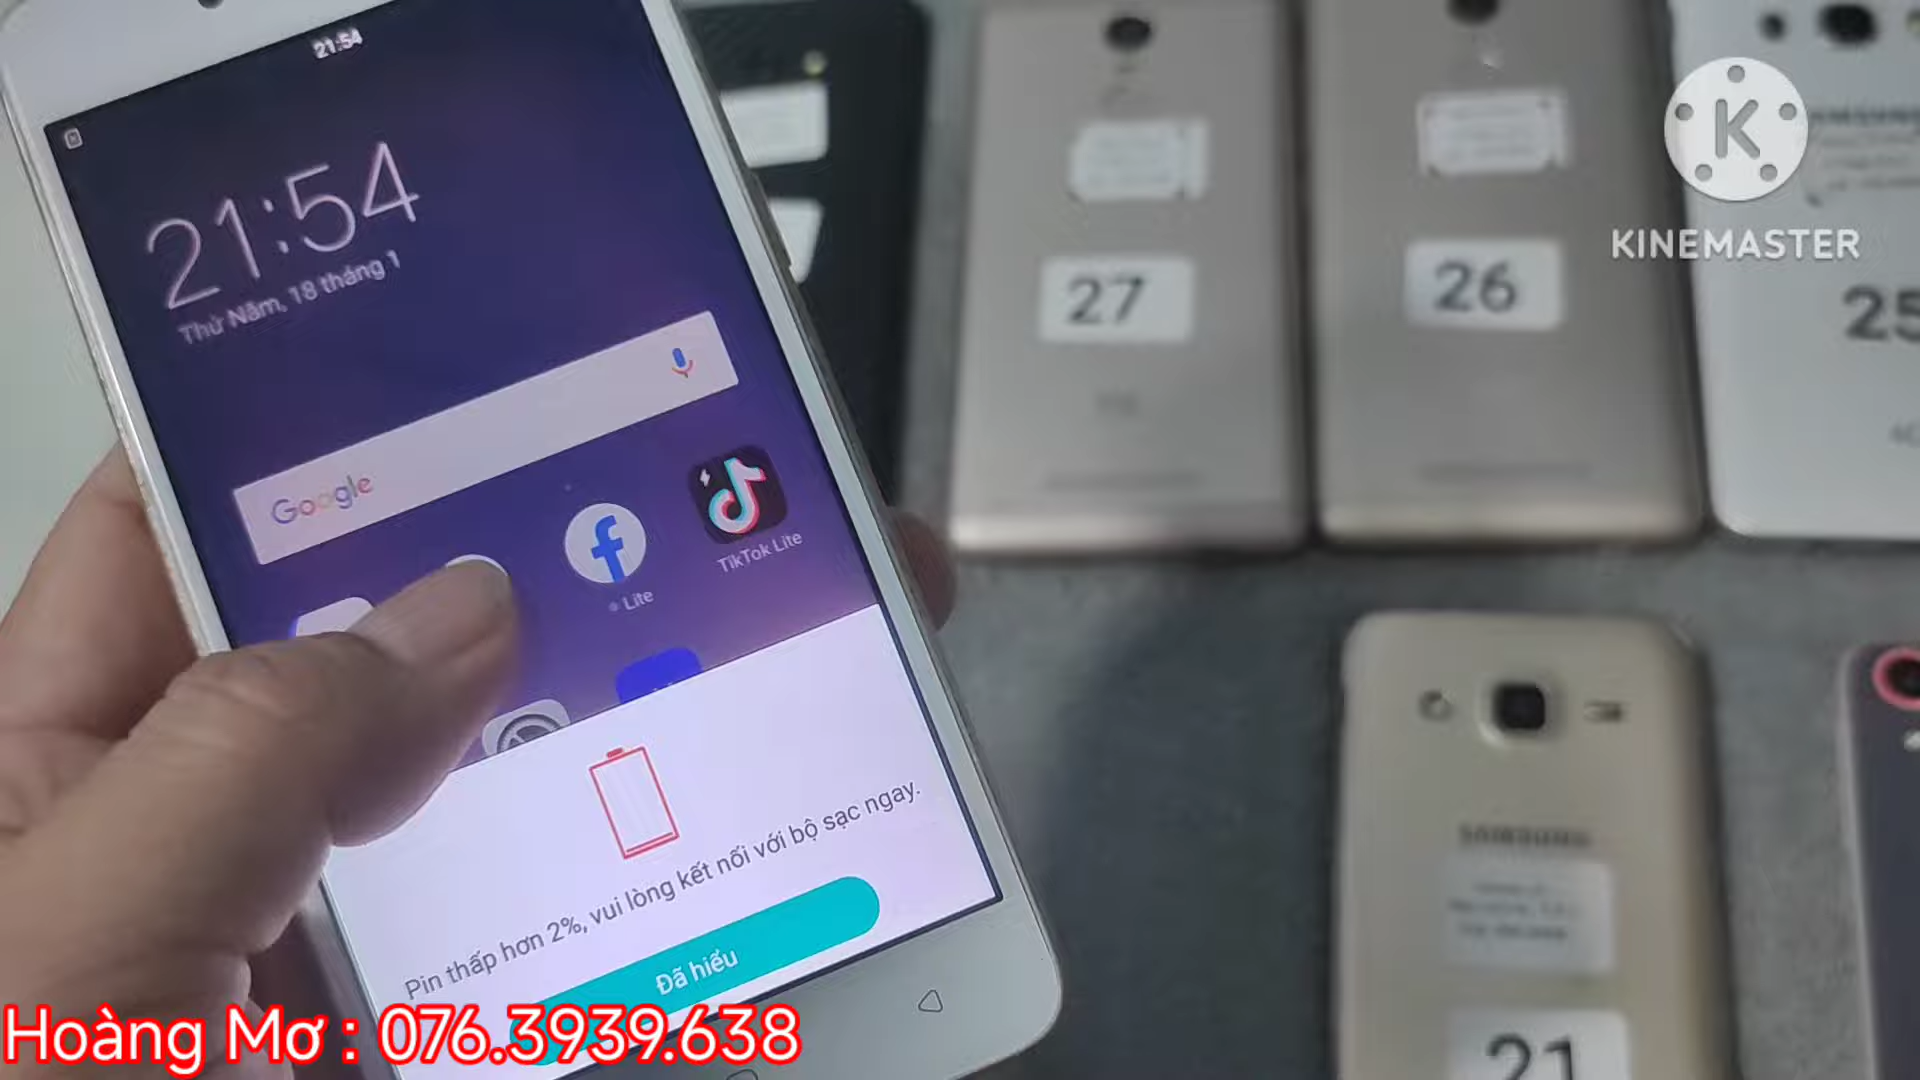 21:54
21:54
Thứ Năm, 18 tháng 1
Google
Lite
TikTok Lite
Pin thấp hơn 2%, vui lòng kết nối với bộ sạc ngay.
Đã hiểu
27
26
25
KINEMASTER
SAMSUNG
21
Hoàng Mơ : 076.3939.638